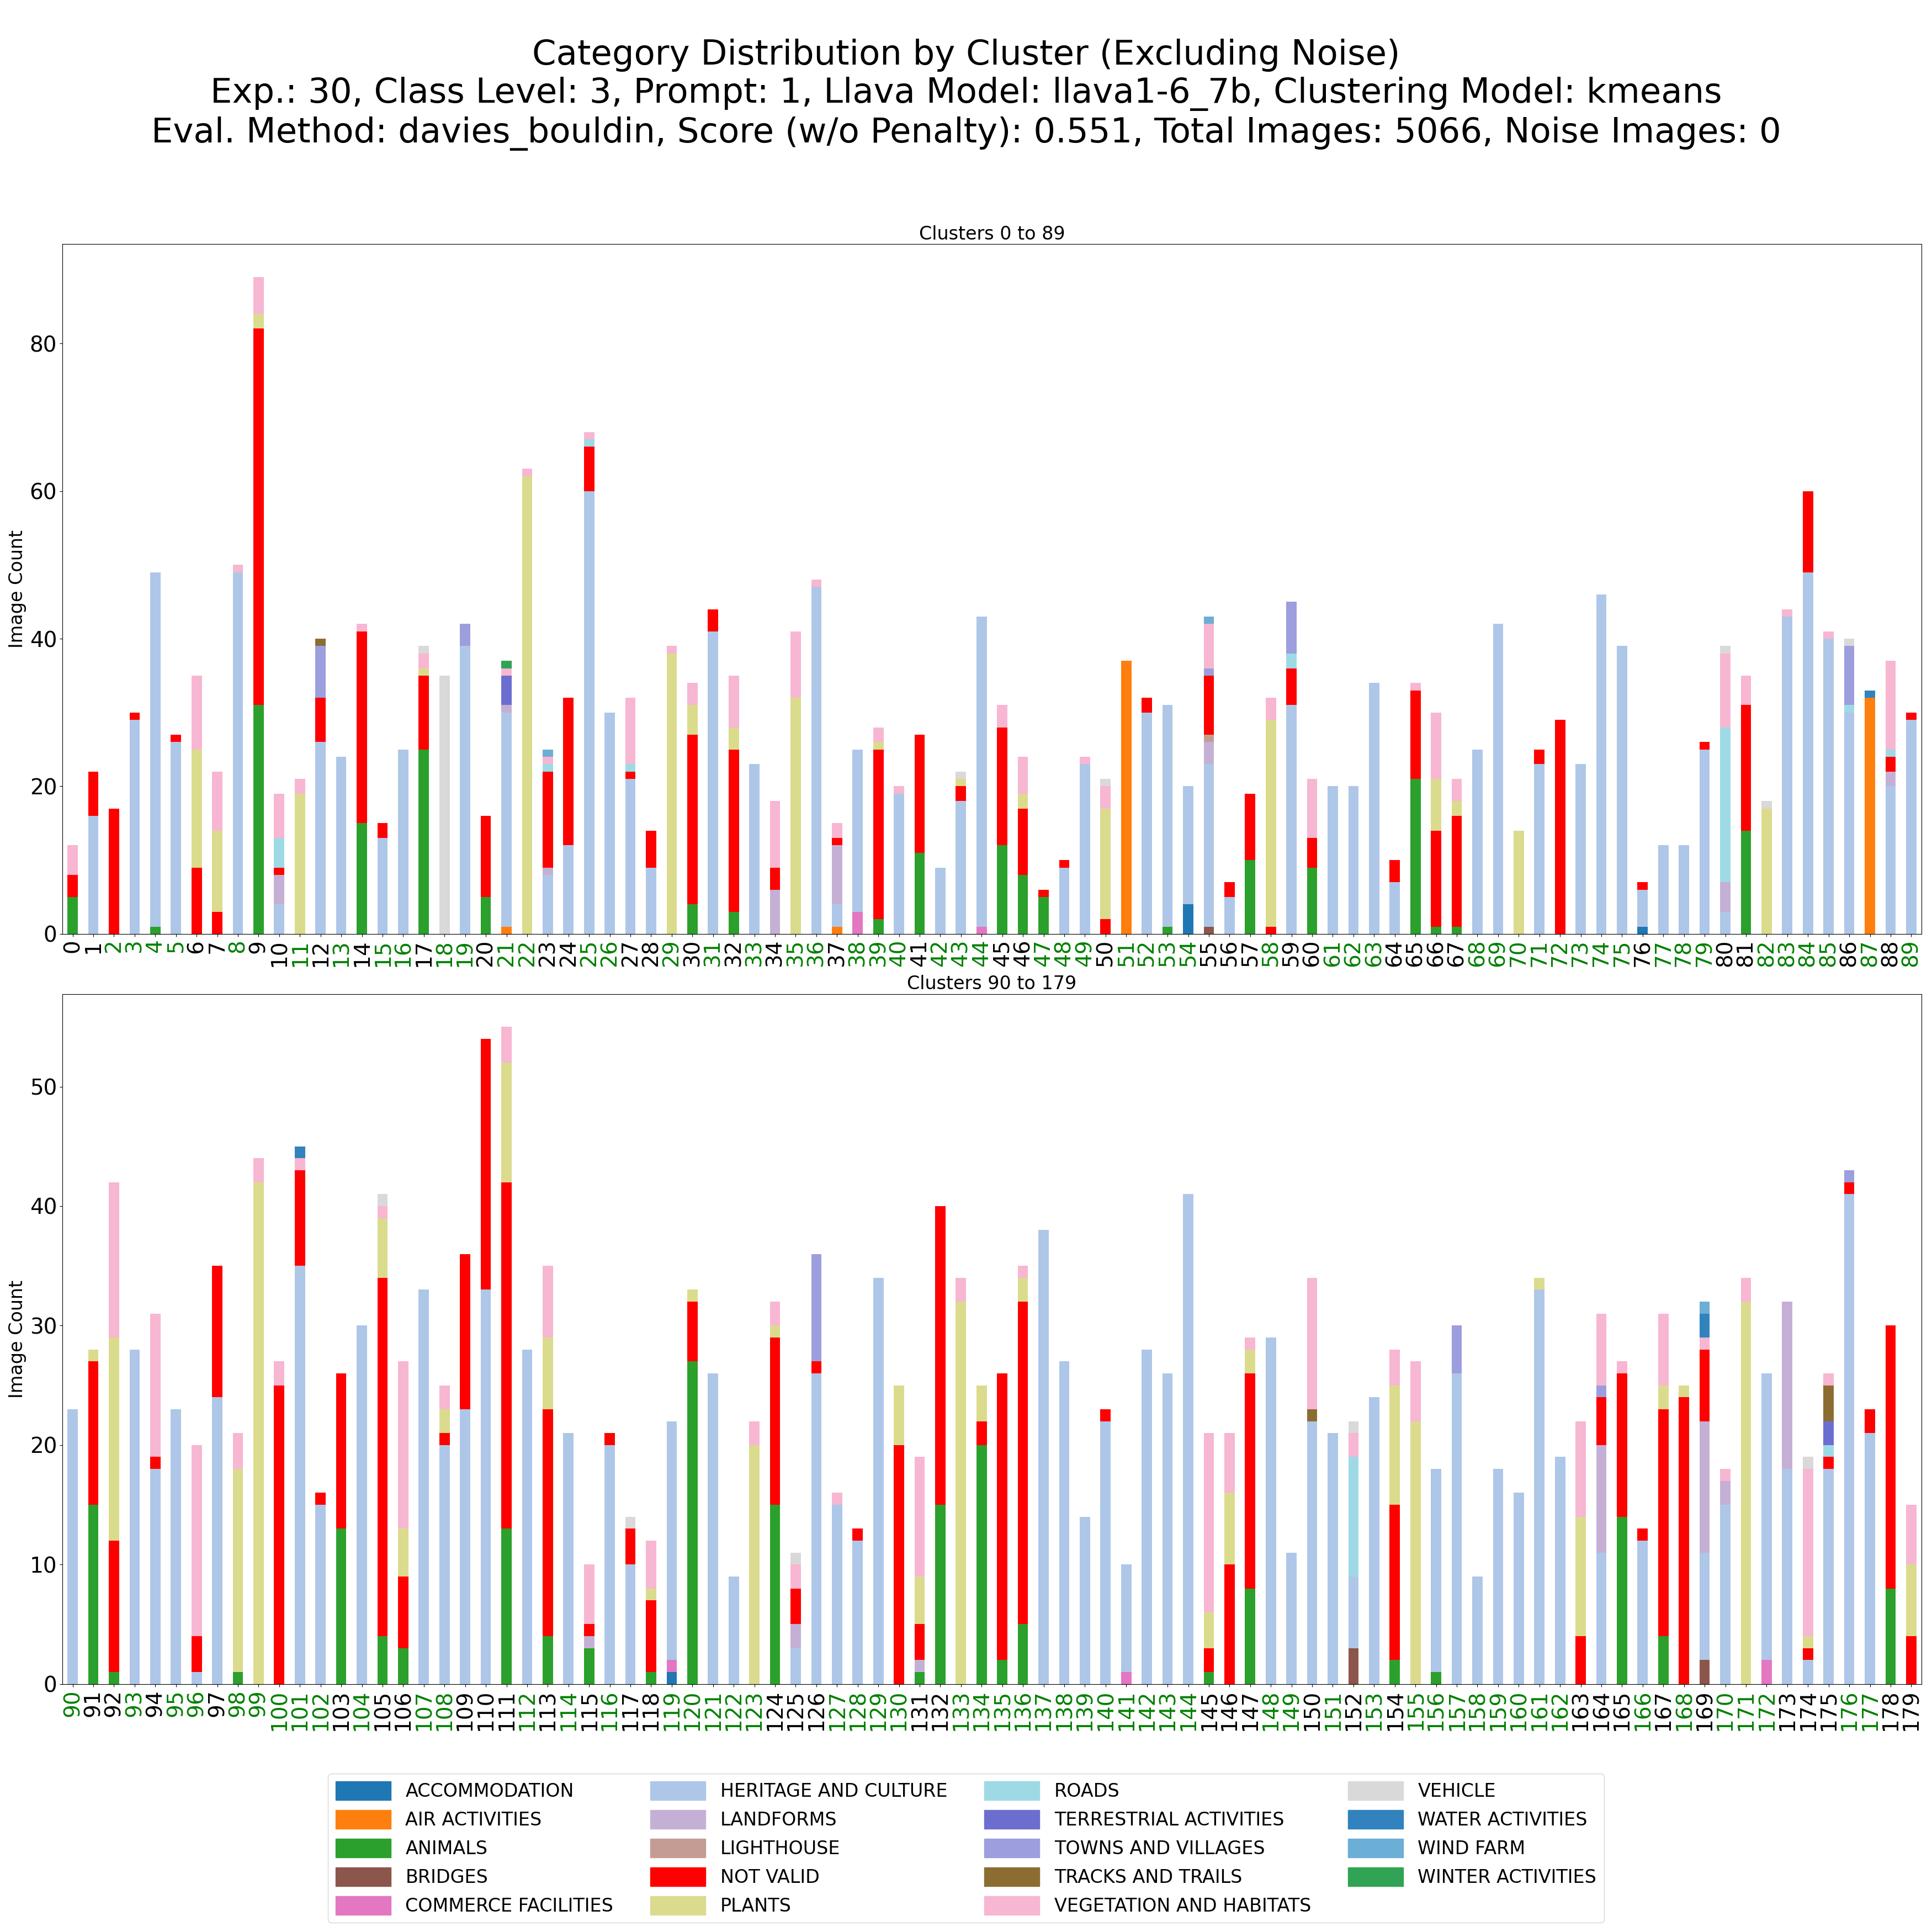 Category Distribution by Cluster (Excluding Noise)
Exp.: 30, Class Level: 3, Prompt: 1, Llava Model: llava1-6_7b, Clustering Model: kmeans
Eval. Method: davies_bouldin, Score (w/o Penalty): 0.551, Total Images: 5066, Noise Images: 0
Clusters 0 to 89
Image Count
80
60
40
20
0
0 1 2 3 4 5 6 7 8 9 10 11 12 13 14 15 16 17 18 19 20 21 22 23 24 25 26 27 28 29 30 31 32 33 34 35 36 37 38 39 40 41 42 43 44 45 46 47 48 49 50 51 52 53 54 55 56 57 58 59 60 61 62 63 64 65 66 67 68 69 70 71 72 73 74 75 76 77 78 79 80 81 82 83 84 85 86 87 88 89
Clusters 90 to 179
Image Count
50
40
30
20
10
0
90 91 92 93 94 95 96 97 98 99 100 101 102 103 104 105 106 107 108 109 110 111 112 113 114 115 116 117 118 119 120 121 122 123 124 125 126 127 128 129 130 131 132 133 134 135 136 137 138 139 140 141 142 143 144 145 146 147 148 149 150 151 152 153 154 155 156 157 158 159 160 161 162 163 164 165 166 167 168 169 170 171 172 173 174 175 176 177 178 179
ACCOMMODATION
AIR ACTIVITIES
ANIMALS
BRIDGES
COMMERCE FACILITIES
HERITAGE AND CULTURE
LANDFORMS
LIGHTHOUSE
NOT VALID
PLANTS
ROADS
TERRESTRIAL ACTIVITIES
TOWNS AND VILLAGES
TRACKS AND TRAILS
VEGETATION AND HABITATS
VEHICLE
WATER ACTIVITIES
WIND FARM
WINTER ACTIVITIES